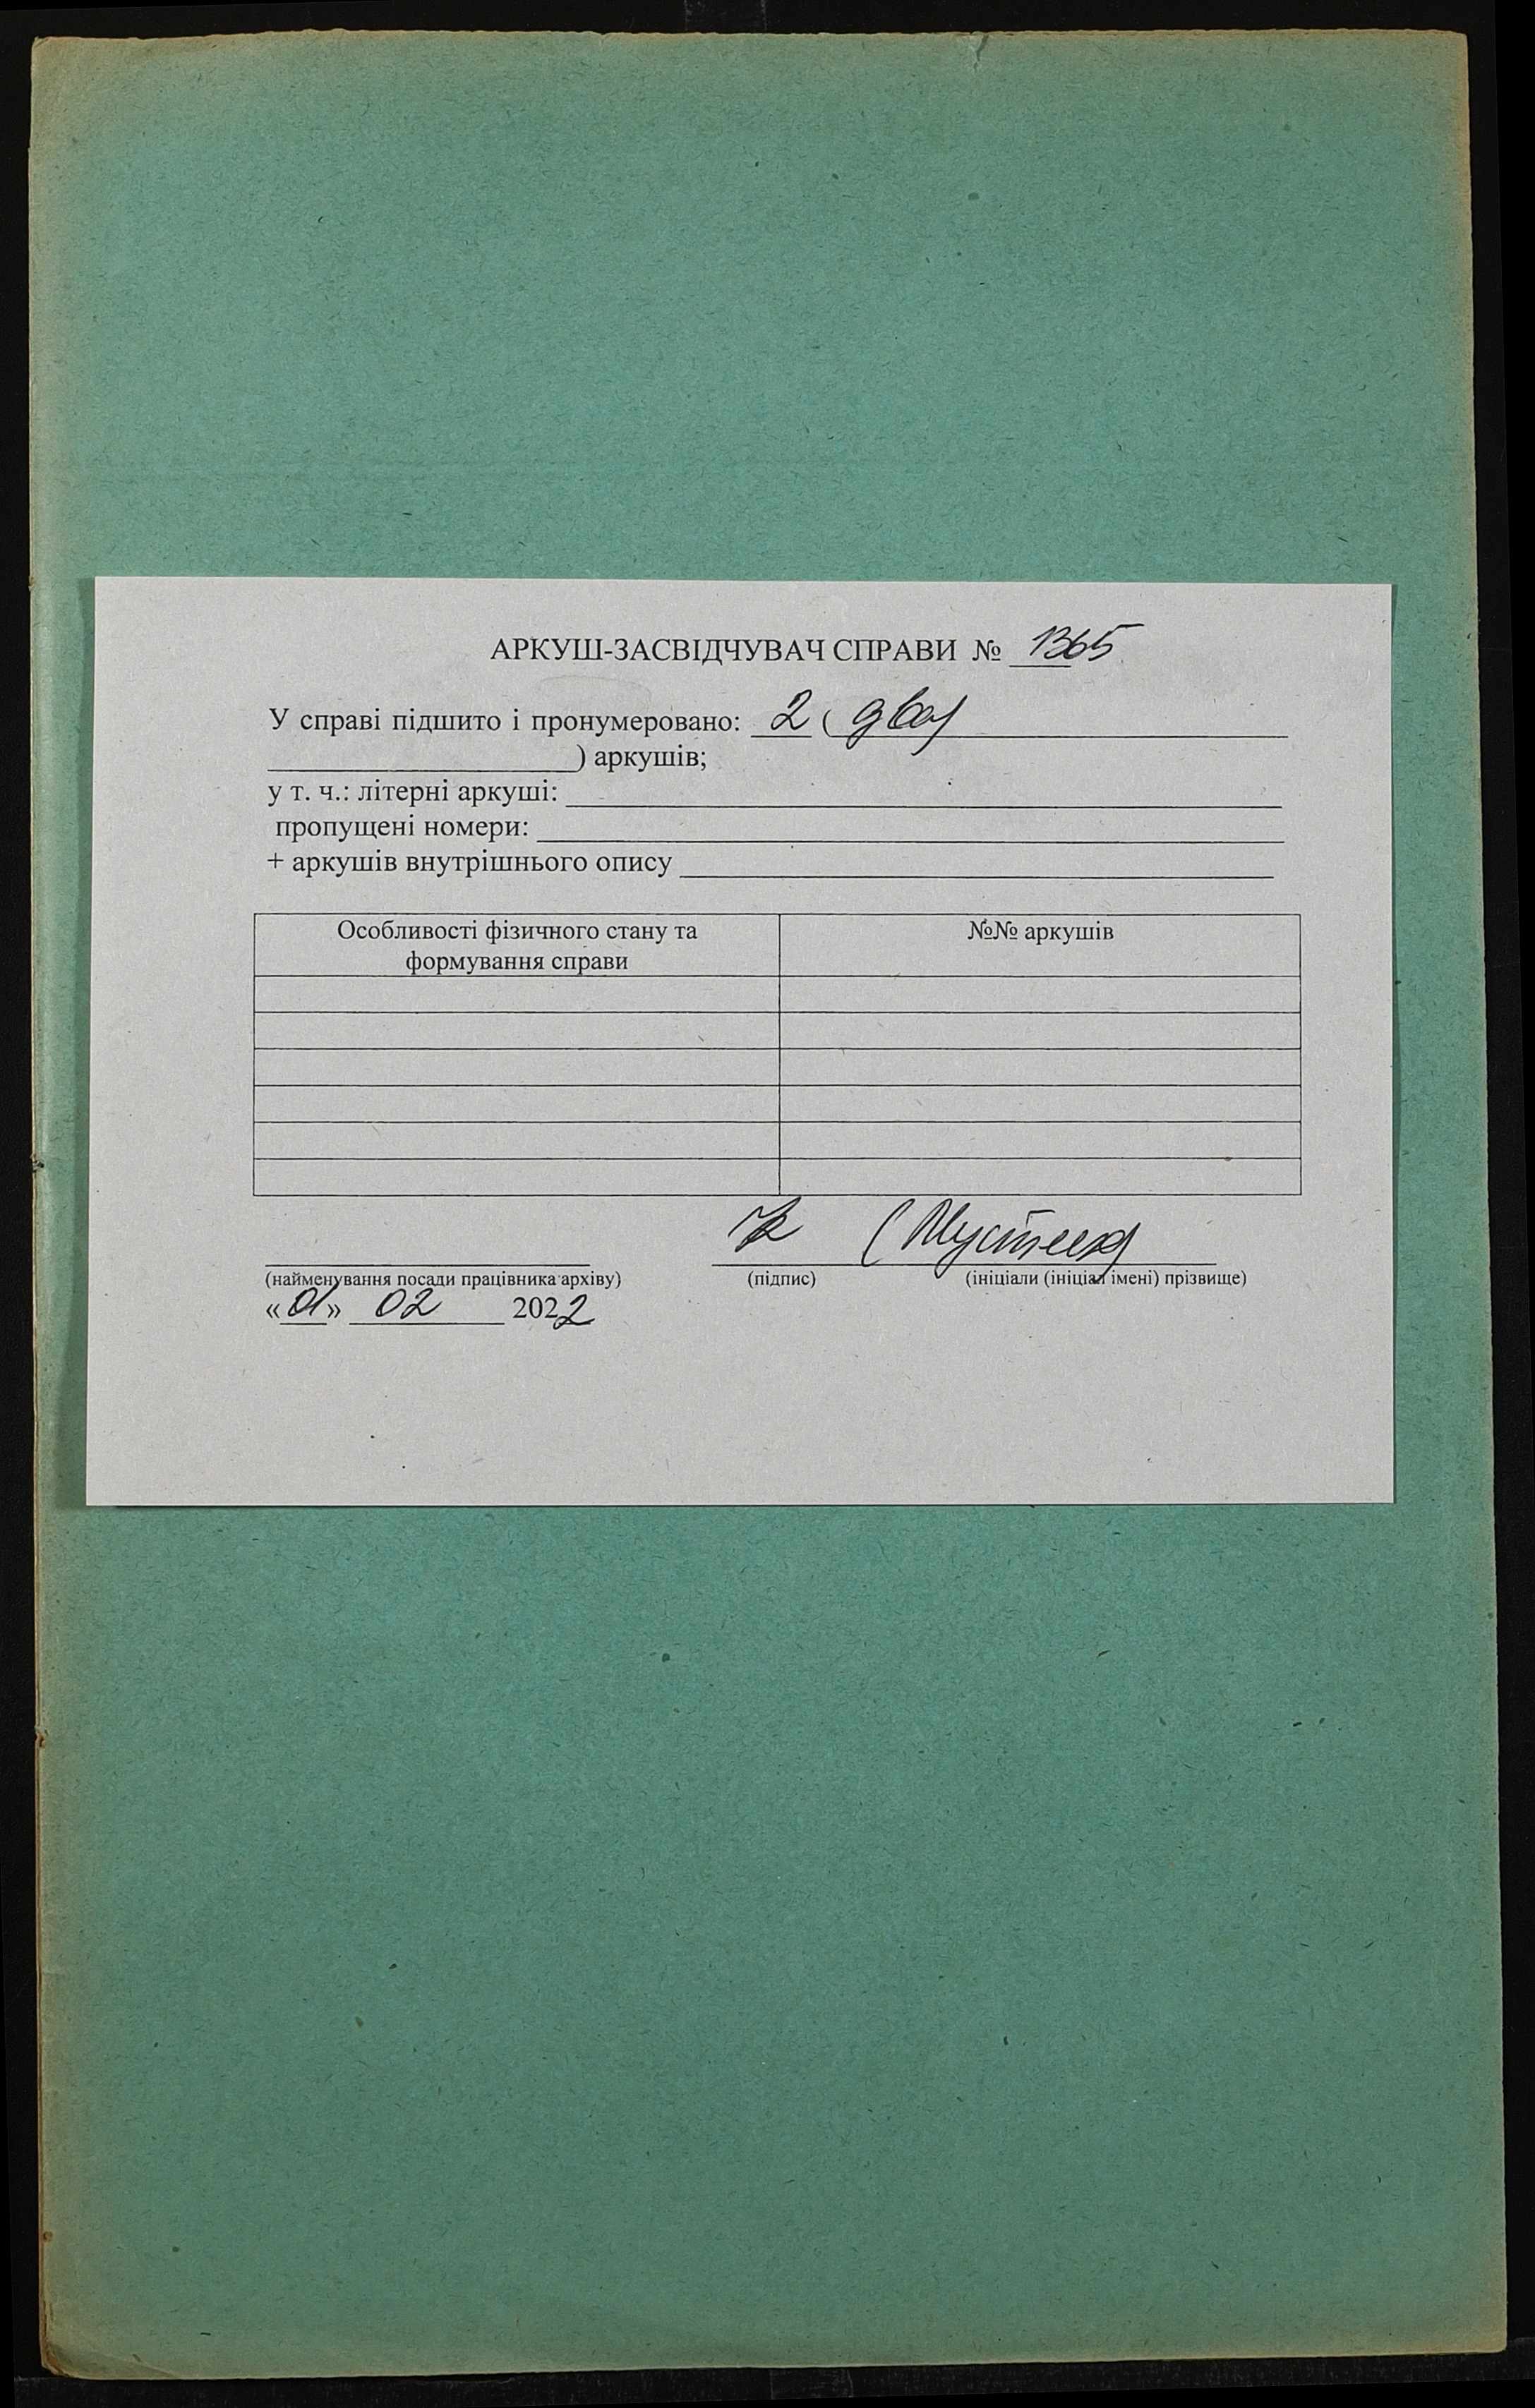 АРКУШ-ЗАСВІДЧУВАЧ СПРАВИ № 1365
У справі підшито і пронумеровано: 2 ( два)
) аркушів;
у т. ч.: літерні аркуші:
пропущені номери:
+ аркушів внутрішнього опису
Особливості фізичного стану та
формування справи
№№ аркушів
(найменування посади працівника архіву)
(підпис)
(ініціали (ініціал імені) прізвище)
«01» 02 2022